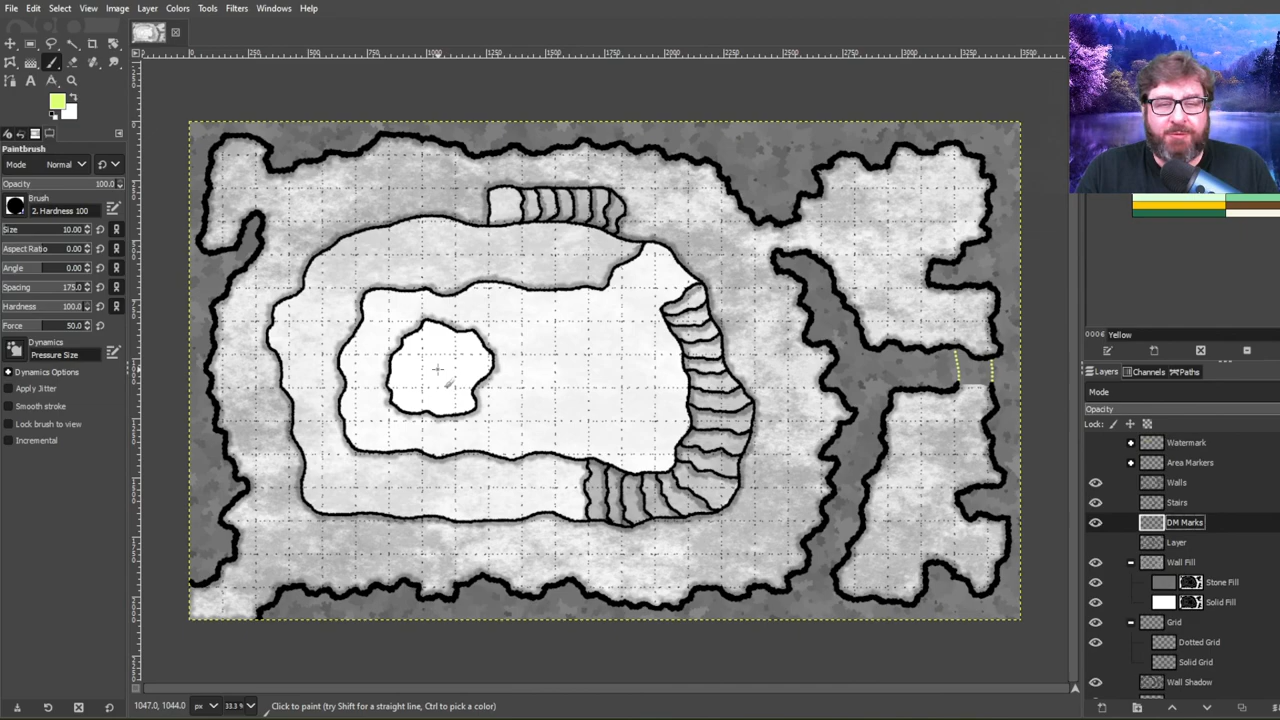 File Edit Select View Image Layer Colors Tools Filters Windows Help
Paintbrush
Mode Normal
Opacity 100.0
Brush
2. Hardness 100
Size 10.00
Aspect Ratio 0.00
Angle 0.00
Spacing 175.0
Hardness 100.0
Force 50.0
Dynamics
Pressure Size
Dynamics Options
Apply Jitter
Smooth stroke
Lock brush to view
Incremental
Yellow
Layers Channels Paths
Mode
Opacity
Lock:
Watermark
Area Markers
Walls
Stairs
DM Marks
Layer
Wall Fill
Stone Fill
Solid Fill
Grid
Dotted Grid
Solid Grid
Wall Shadow
1047.0, 1044.0 px 33.3 Click to paint (try Shift for a straight line, Ctrl to pick a color)